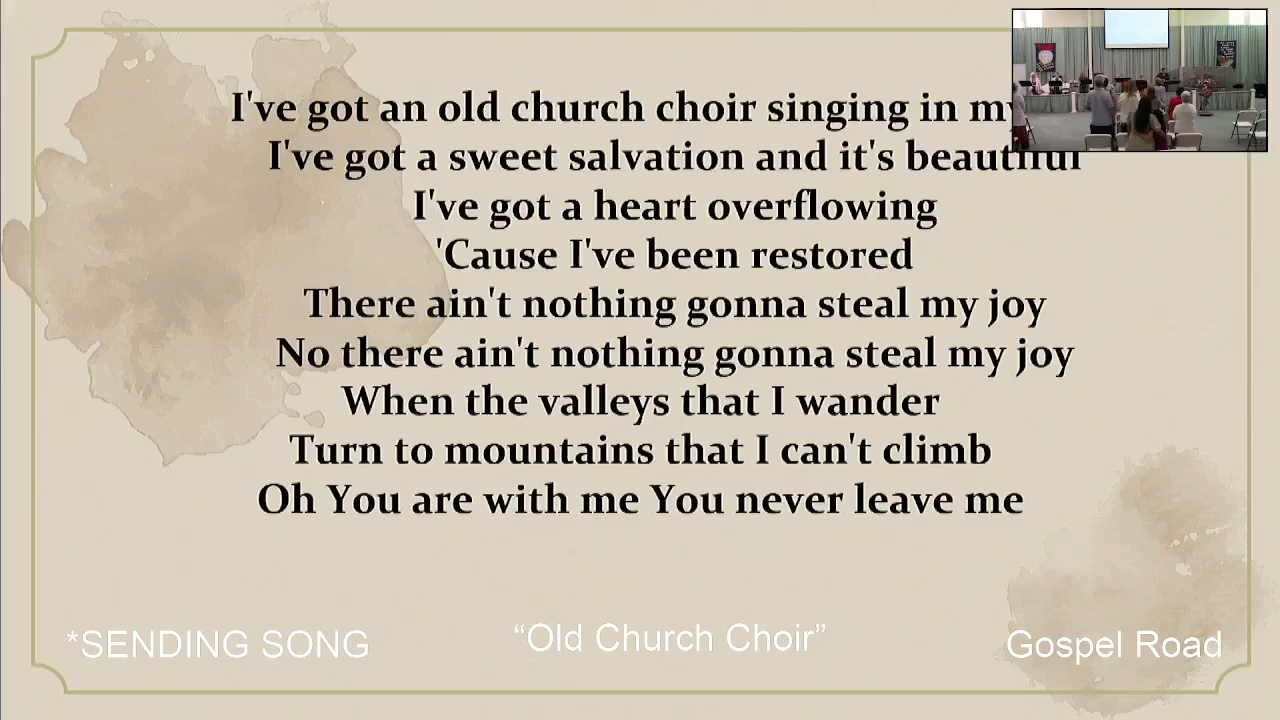 I've got an old church choir singing in my
I've got a sweet salvation and it's beautiful
I've got a heart overflowing
'Cause I've been restored
There ain't nothing gonna steal my joy
No there ain't nothing gonna steal my joy
When the valleys that I wander
Turn to mountains that I can't climb
Oh You are with me You never leave me
*SENDING SONG
“Old Church Choir”
Gospel Road